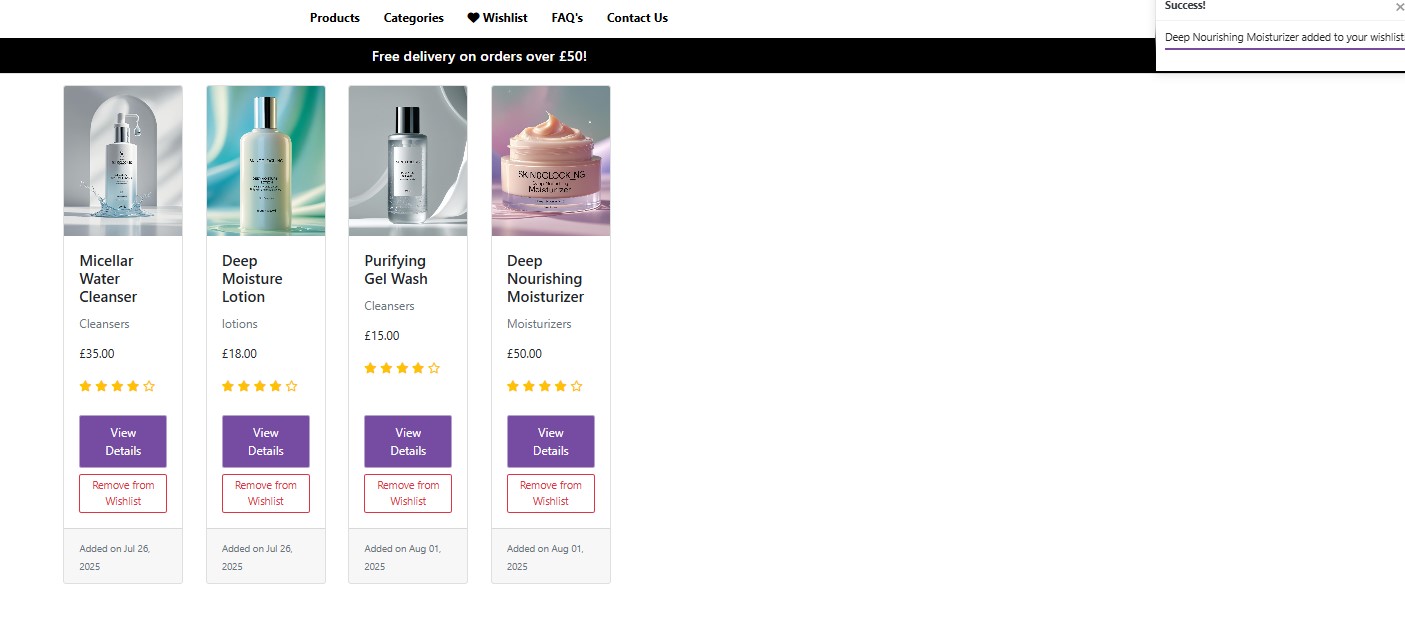 Products Categories Wishlist FAQ's Contact Us
Success!
×
Deep Nourishing Moisturizer added to your wishlist
Free delivery on orders over £50!
SKINOCLOCK_NG
Moisturizer
Micellar
Water
Cleanser
Cleansers
£35.00
View
Details
Remove from
Wishlist
Added on Jul 26,
2025
Deep
Moisture
Lotion
lotions
£18.00
View
Details
Remove from
Wishlist
Added on Jul 26,
2025
Purifying
Gel Wash
Cleansers
£15.00
View
Details
Remove from
Wishlist
Added on Aug 01,
2025
Deep
Nourishing
Moisturizer
Moisturizers
£50.00
View
Details
Remove from
Wishlist
Added on Aug 01,
2025